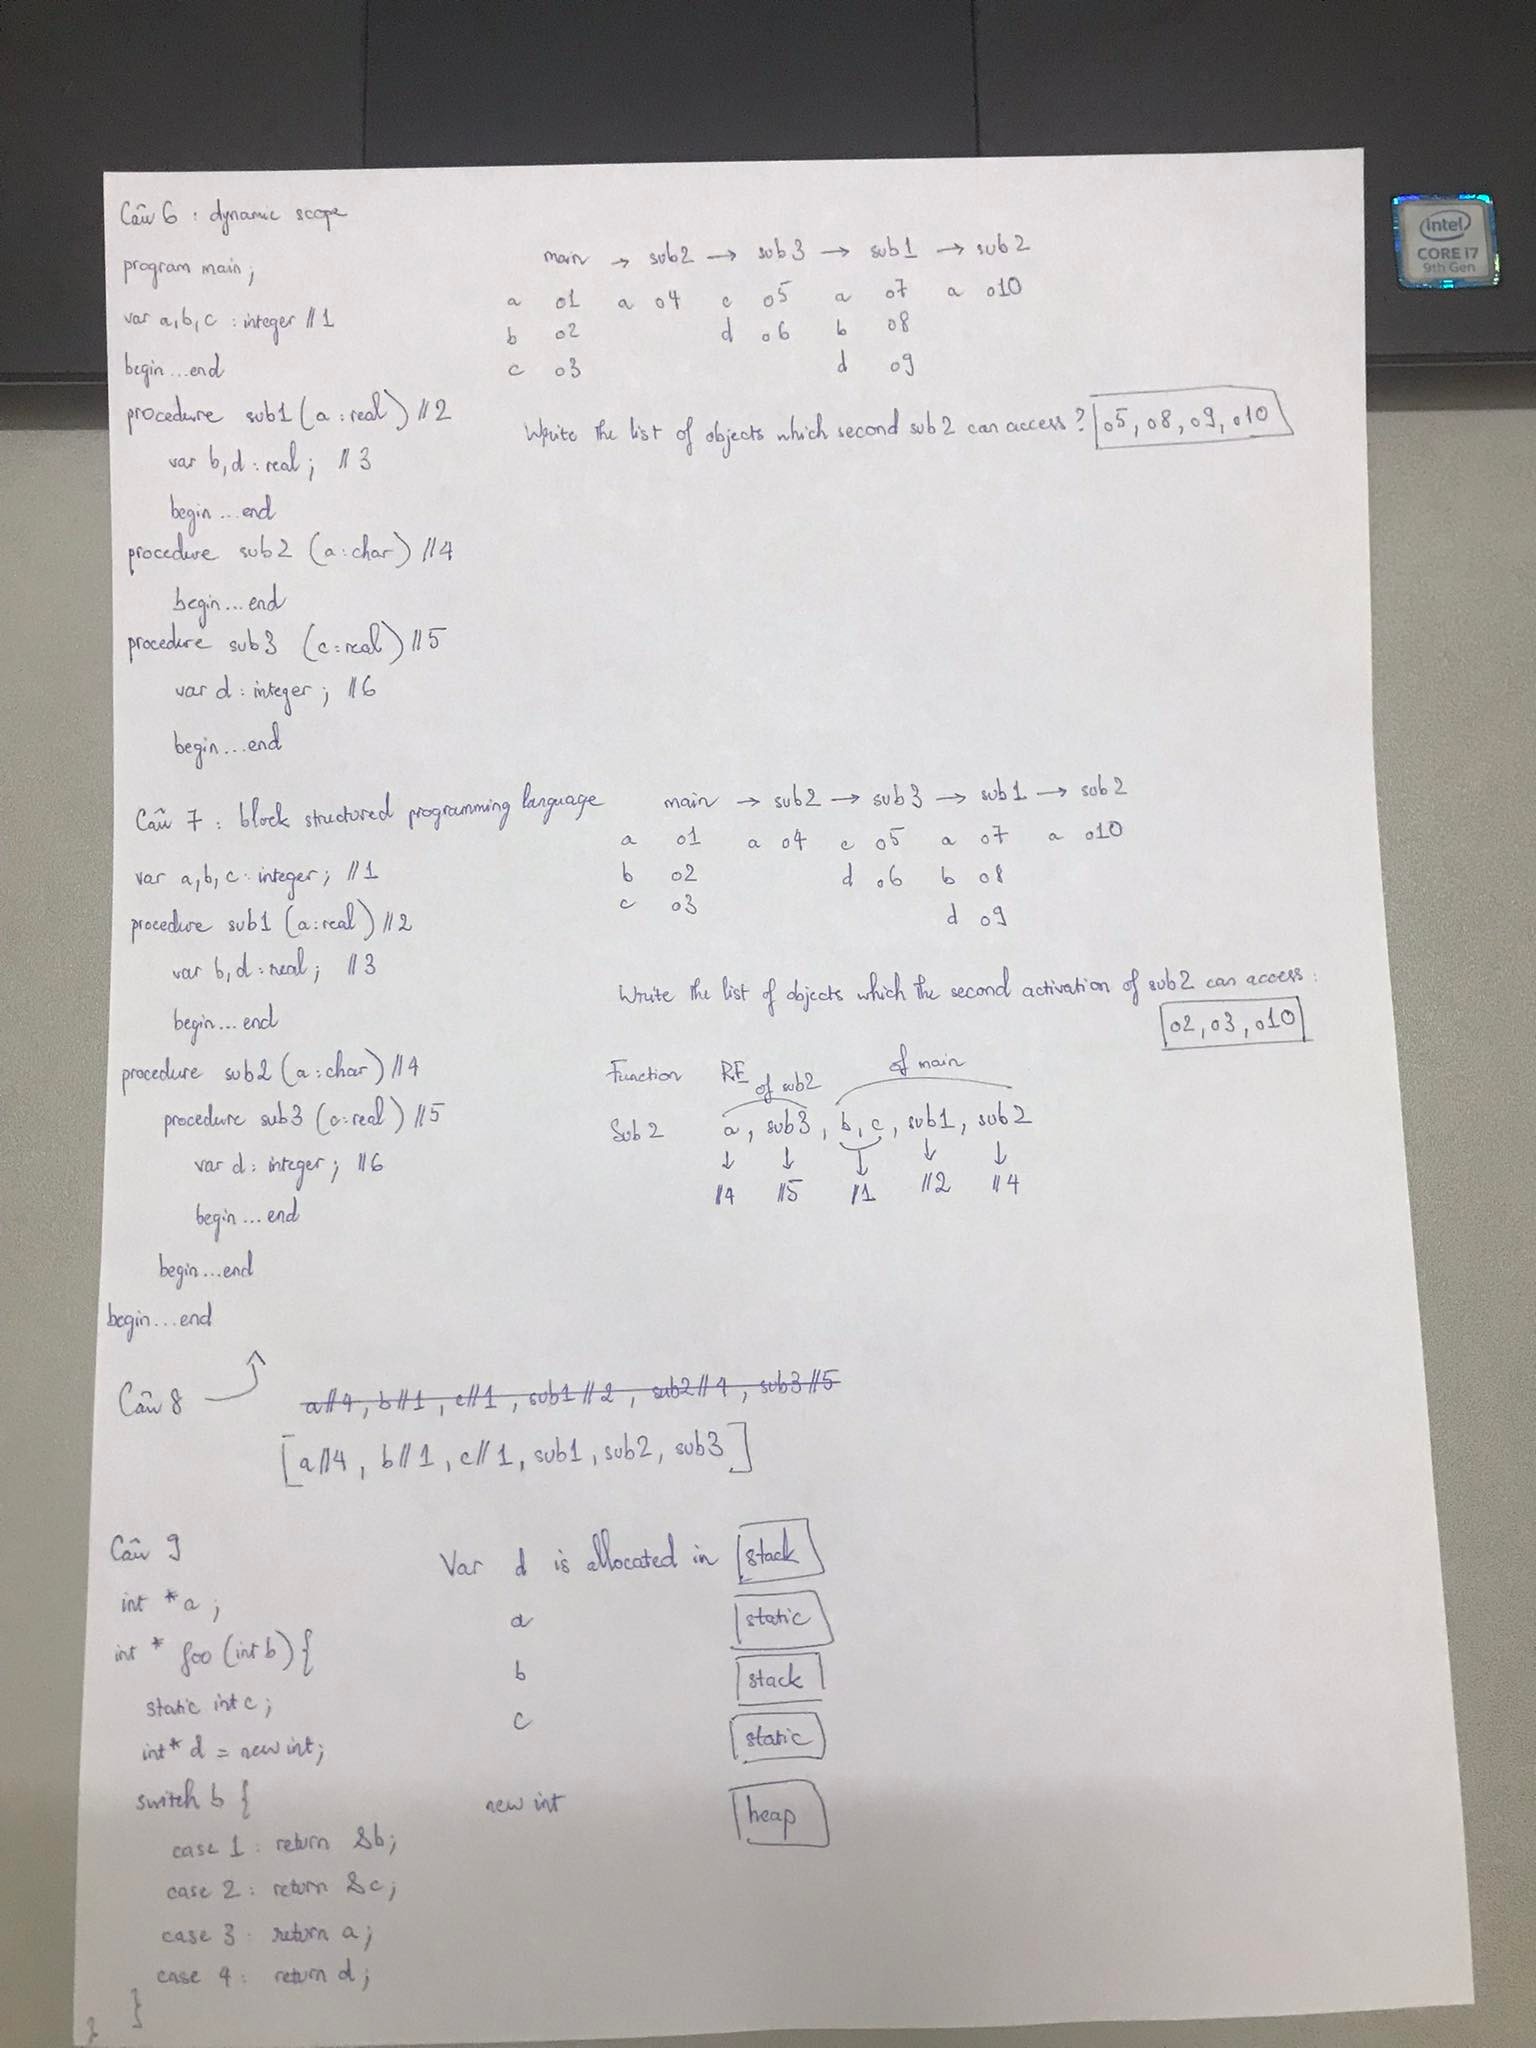 Câu 6 : dynamic scope
program main;
var a, b, c : integer //1
begin...end
procedure sub1 (a : real) //2
var b, d : real; //3
begin...end
procedure sub2 (a : char) //4
begin...end
procedure sub3 (c : real) //5
var d : integer; //6
begin...end
main → sub2 → sub3 → sub1 → sub2
a o1 a o4 c o5 a o7 a o10
b o2 d o6 b o8
c o3 d o9
Write the list of objects which second sub2 can access? o5, o8, o9, o10
intel
CORE i7
9th Gen
Câu 7 : block structured programming language
var a, b, c : integer; //1
procedure sub1 (a : real) //2
var b, d : real; //3
begin...end
procedure sub2 (a : char) //4
procedure sub3 (c : real) //5
var d : integer; //6
begin...end
begin...end
begin...end
main → sub2 → sub3 → sub1 → sub2
a o1 a o4 c o5 a o7 a o10
b o2 d o6 b o8
c o3 d o9
Write the list of objects which the second activation of sub2 can access :
o2, o3, o10
Function RE of sub2 of main
Sub2 a, sub3, b, c, sub1, sub2
↓ ↓ ↓ ↓ ↓
//4 //5 //1 //2 //4
Câu 8
a//4, b//1, c//1, sub1//2, sub2//4, sub3//5
[a//4, b//1, c//1, sub1, sub2, sub3]
Câu 9
int *a;
int * foo (int b) {
static int c;
int* d = new int;
switch b {
case 1 : return &b;
case 2 : return &c;
case 3 : return a;
case 4 : return d;
}
}
Var d is allocated in stack
a static
b stack
c static
new int heap